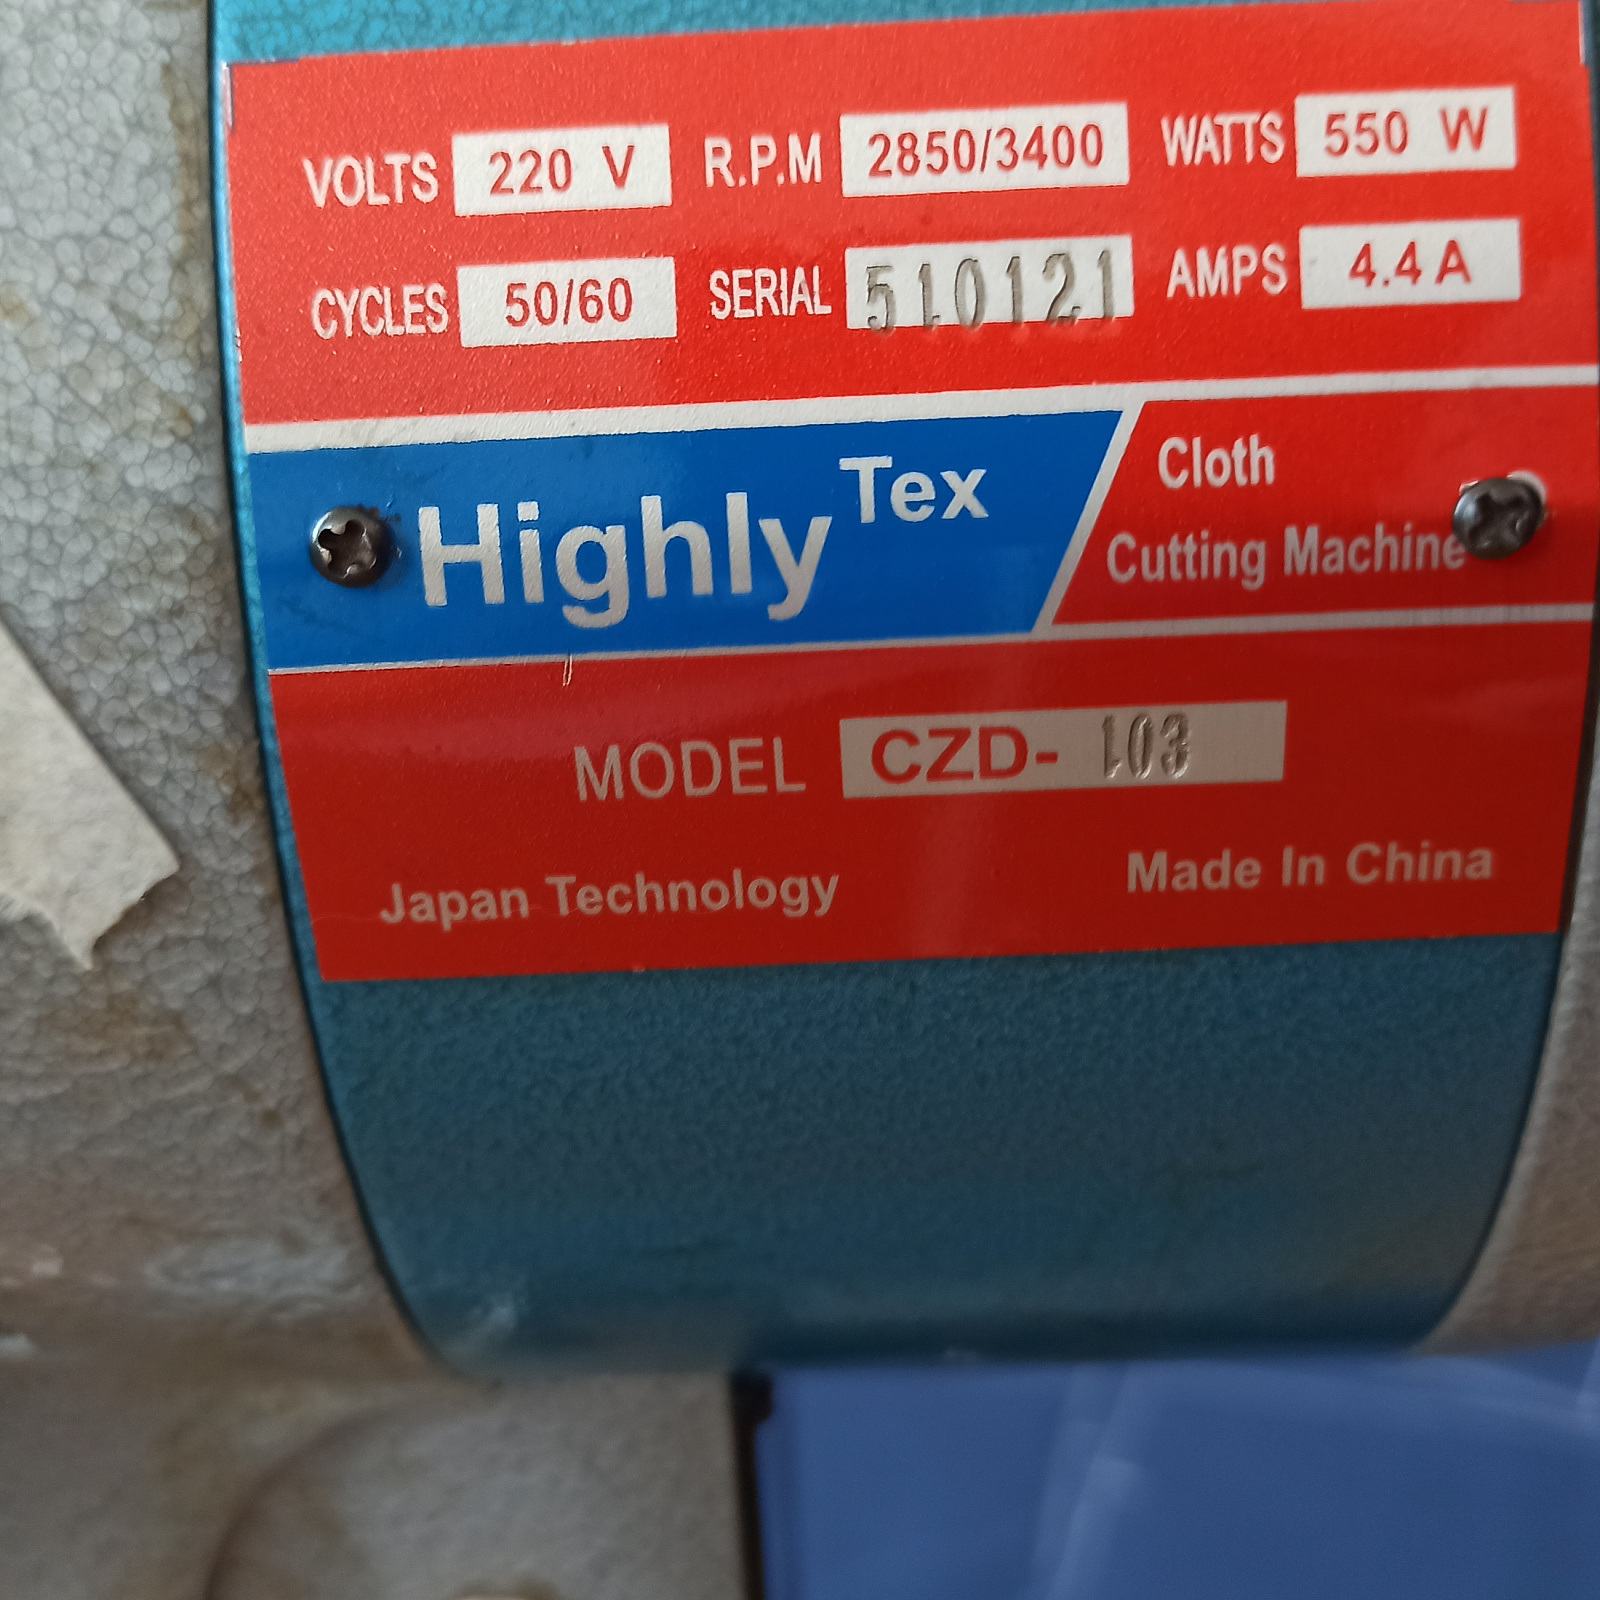 VOLTS 220 V R.P.M 2850/3400 WATTS 550 W
CYCLES 50/60 SERIAL 510121 AMPS 4.4 A
Highly Tex
Cloth
Cutting Machine
MODEL CZD- 103
Japan Technology Made In China